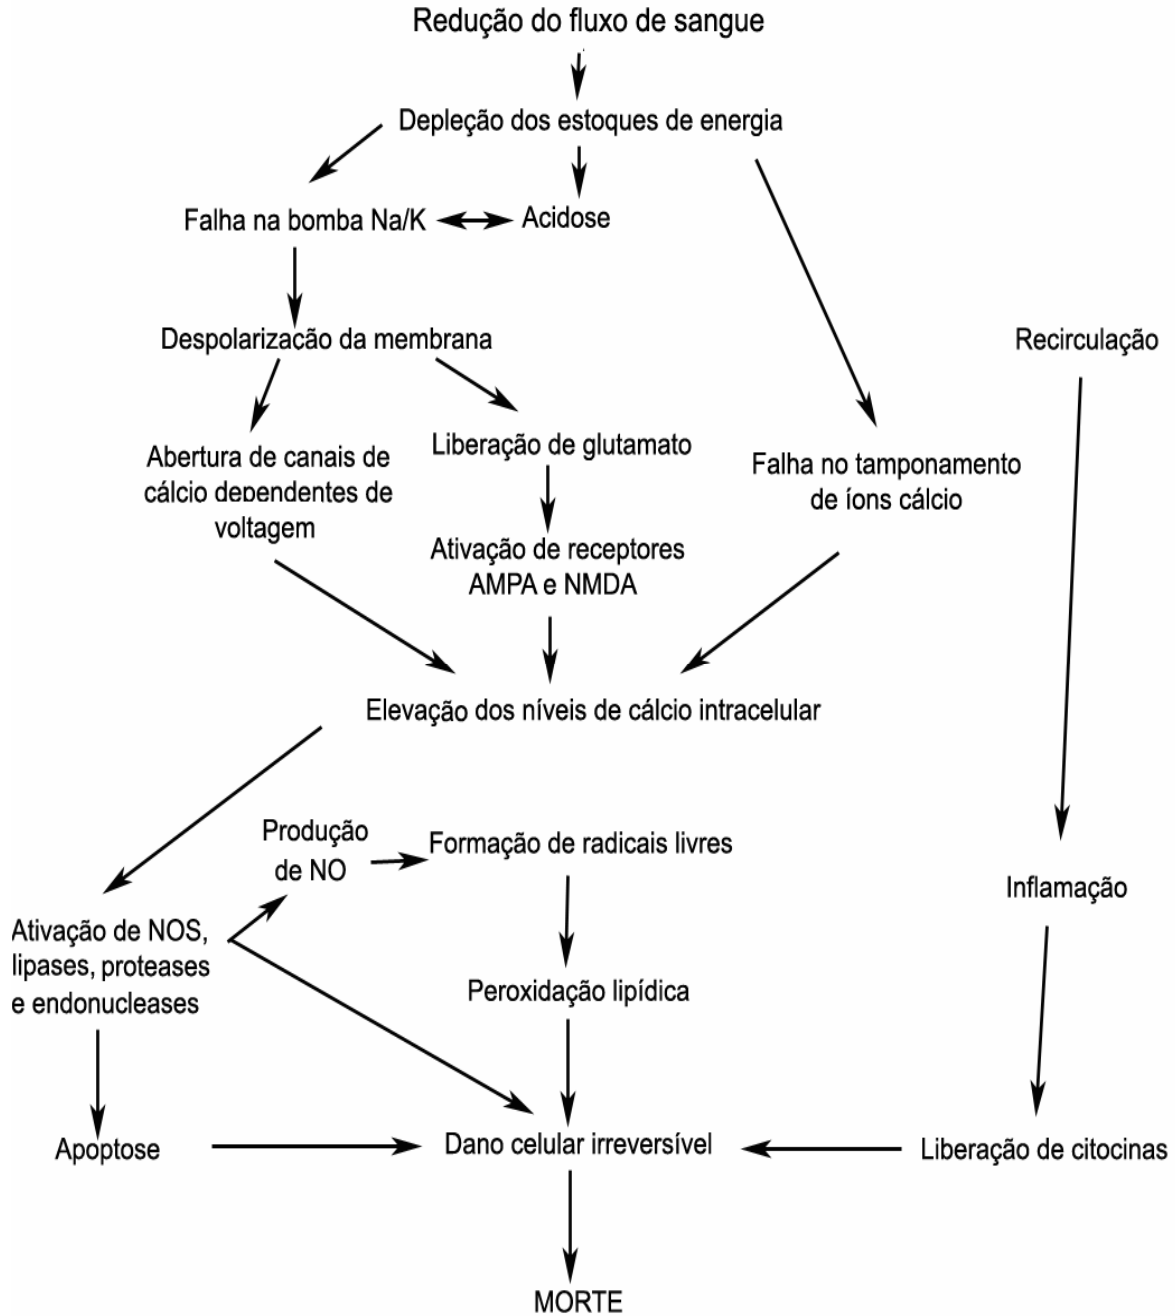 Redução do fluxo de sangue
Depleção dos estoques de energia
Falha na bomba Na/K
Acidose
Despolarização da membrana
Recirculação
Abertura de canais de
cálcio dependentes de
voltagem
Liberação de glutamato
Falha no tamponamento
de íons cálcio
Ativação de receptores
AMPA e NMDA
Elevação dos níveis de cálcio intracelular
Produção
de NO
Formação de radicais livres
Inflamação
Ativação de NOS,
lipases, proteases
e endonucleases
Peroxidação lipídica
Apoptose
Dano celular irreversível
Liberação de citocinas
MORTE